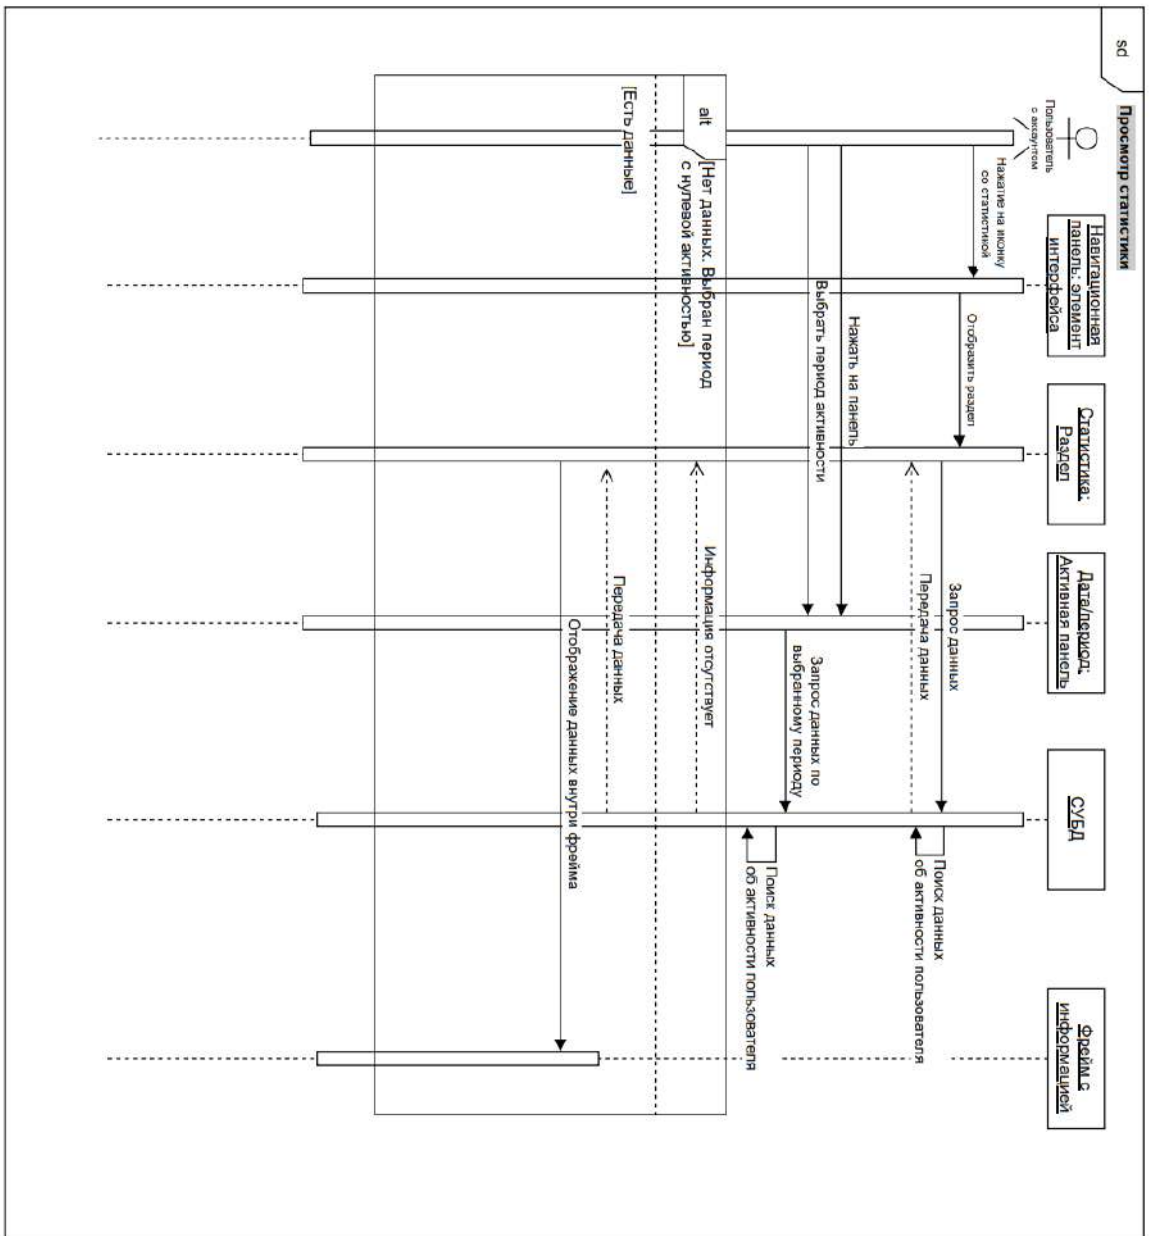 sd
Просмотр статистики
Пользователь
с аккаунтом
Навигационная
панель: элемент
интерфейса
Статистика:
Раздел
Дата/период:
Активная панель
СУБД
Фрейм с
информацией
Нажатие на иконку
со статистикой
Отобразить раздел
Запрос данных
Поиск данных
об активности пользователя
Передача данных
Нажать на панель
Выбрать период активности
Запрос данных по
выбранному периоду
Поиск данных
об активности пользователя
alt
[Нет данных. Выбран период
с нулевой активностью]
Информация отсутствует
[Есть данные]
Передача данных
Отображение данных внутри фрейма